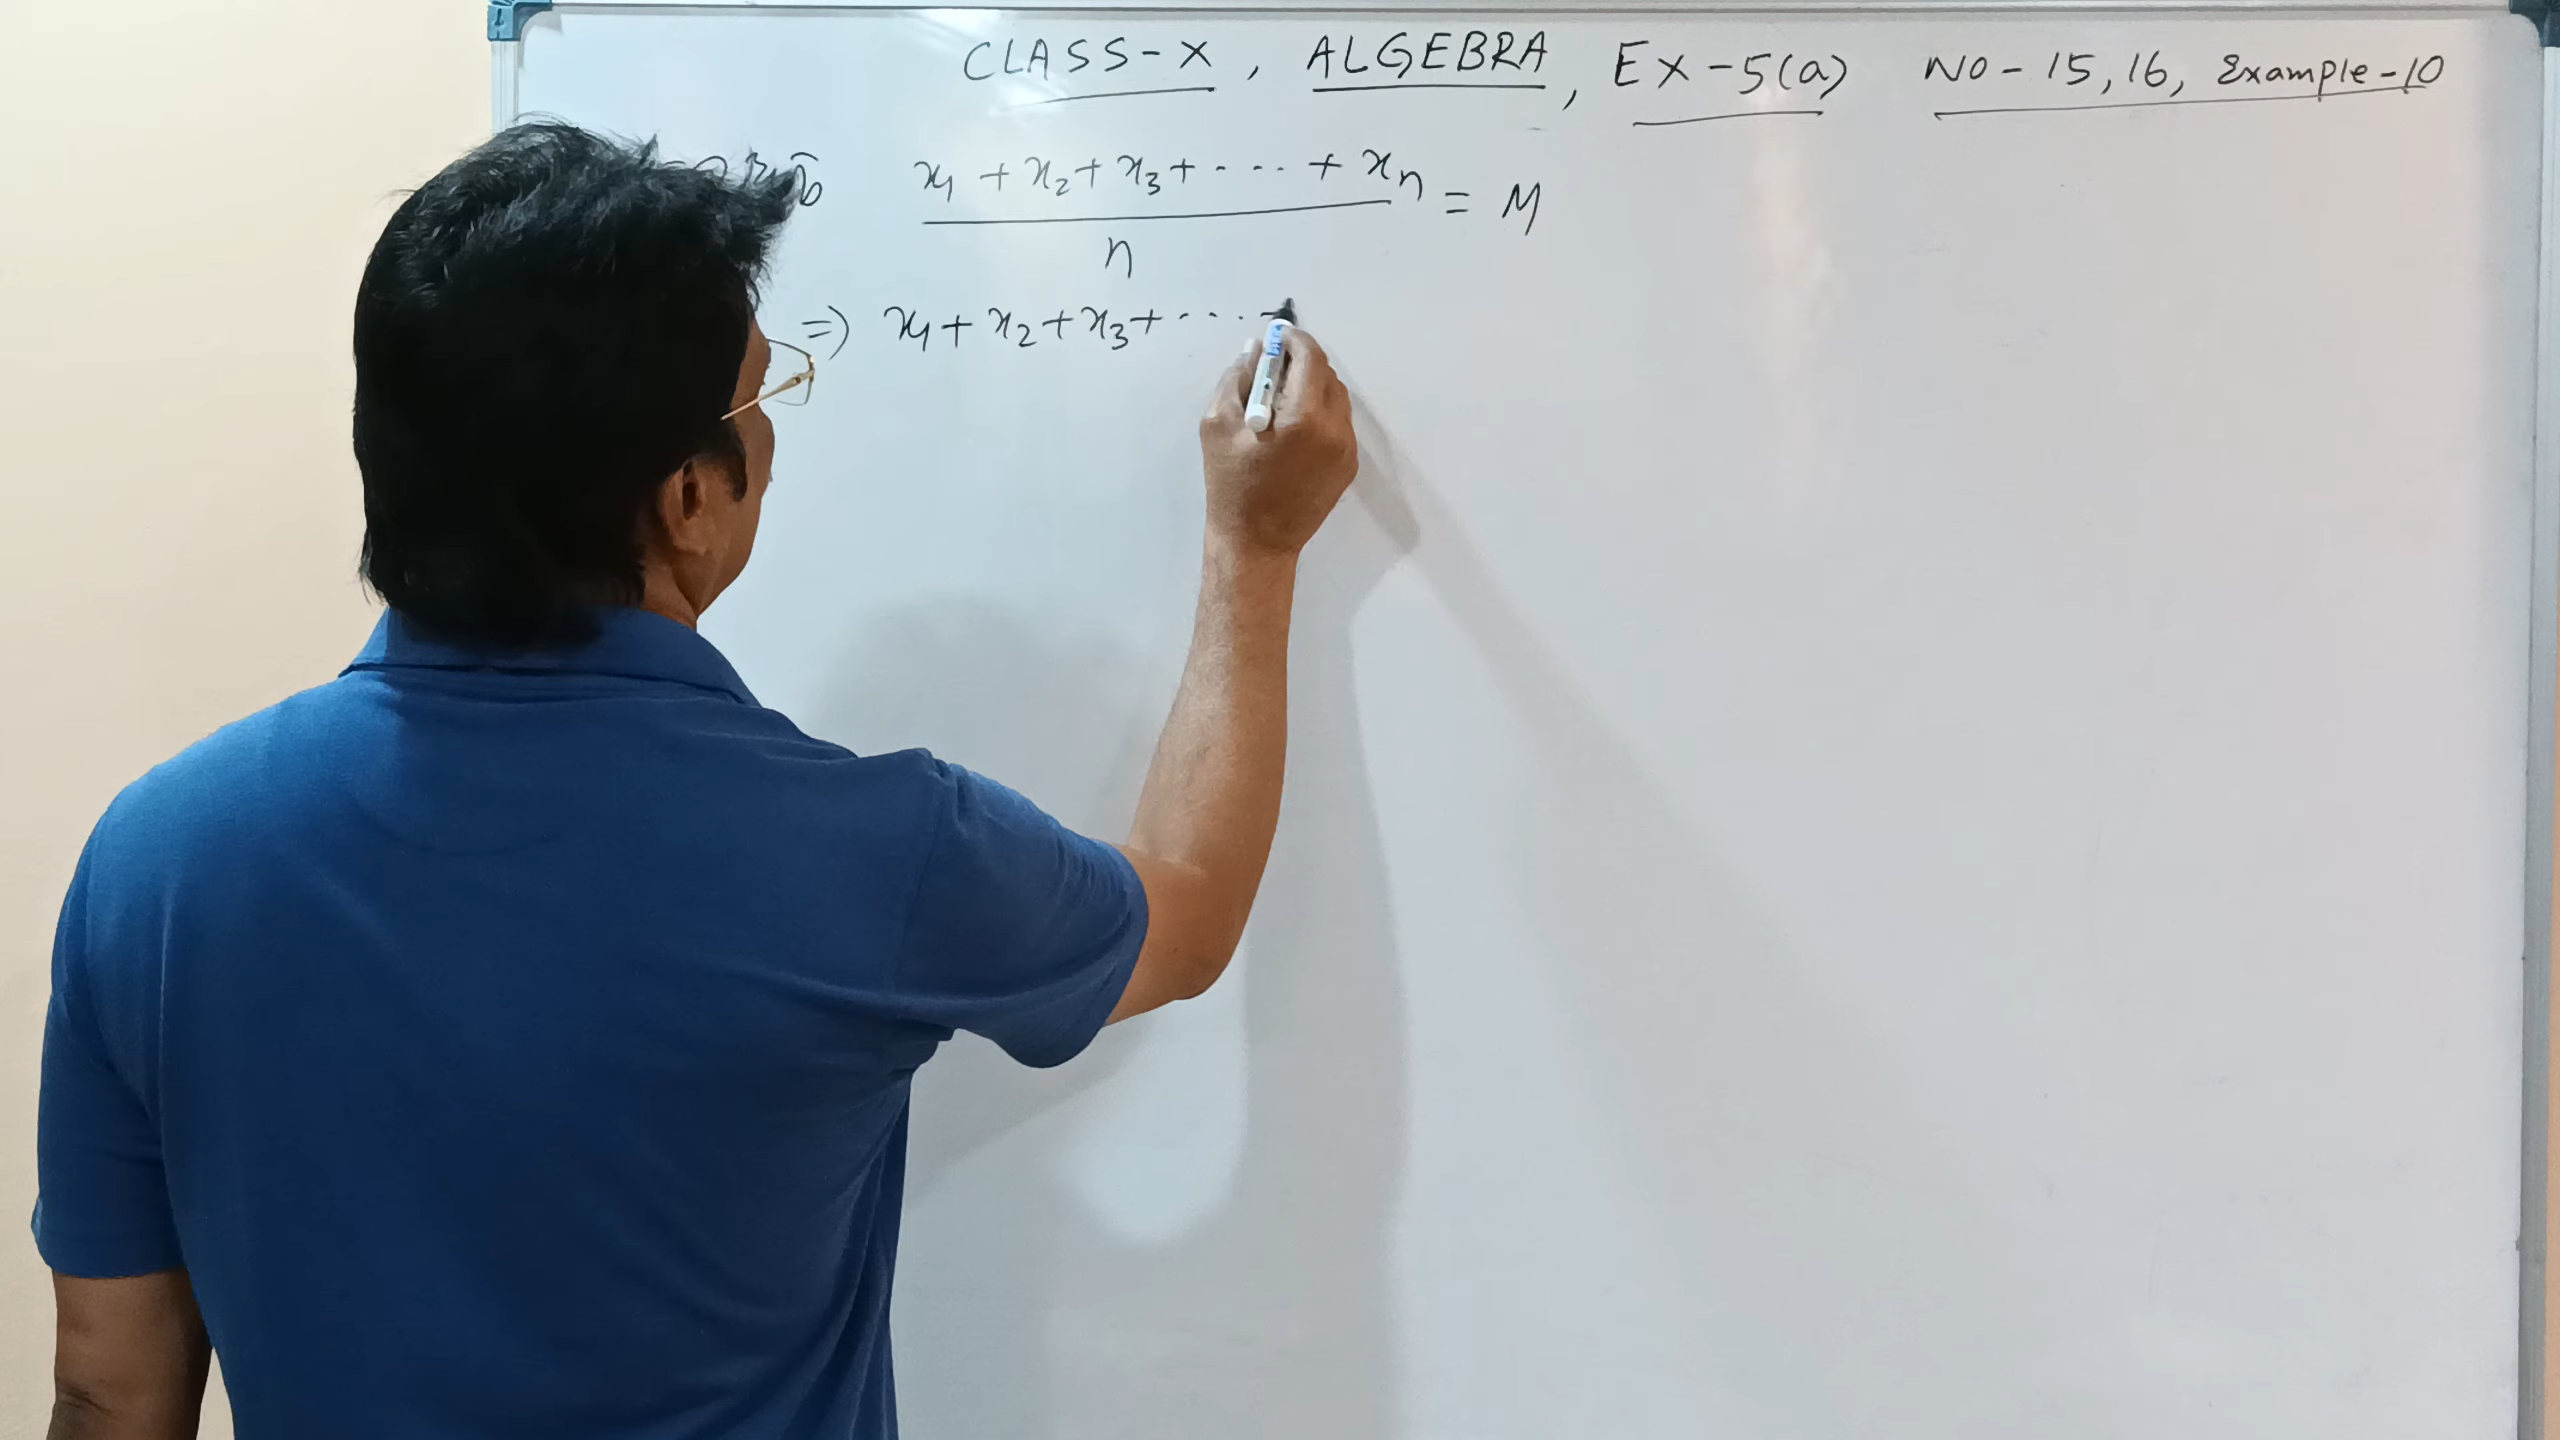 CLASS-X, ALGEBRA, EX-5(a) NO-15,16, Example-10
x₁ + x₂ + x₃ + ..... + xₙ = M
n
⇒ x₁ + x₂ + x₃ + ....